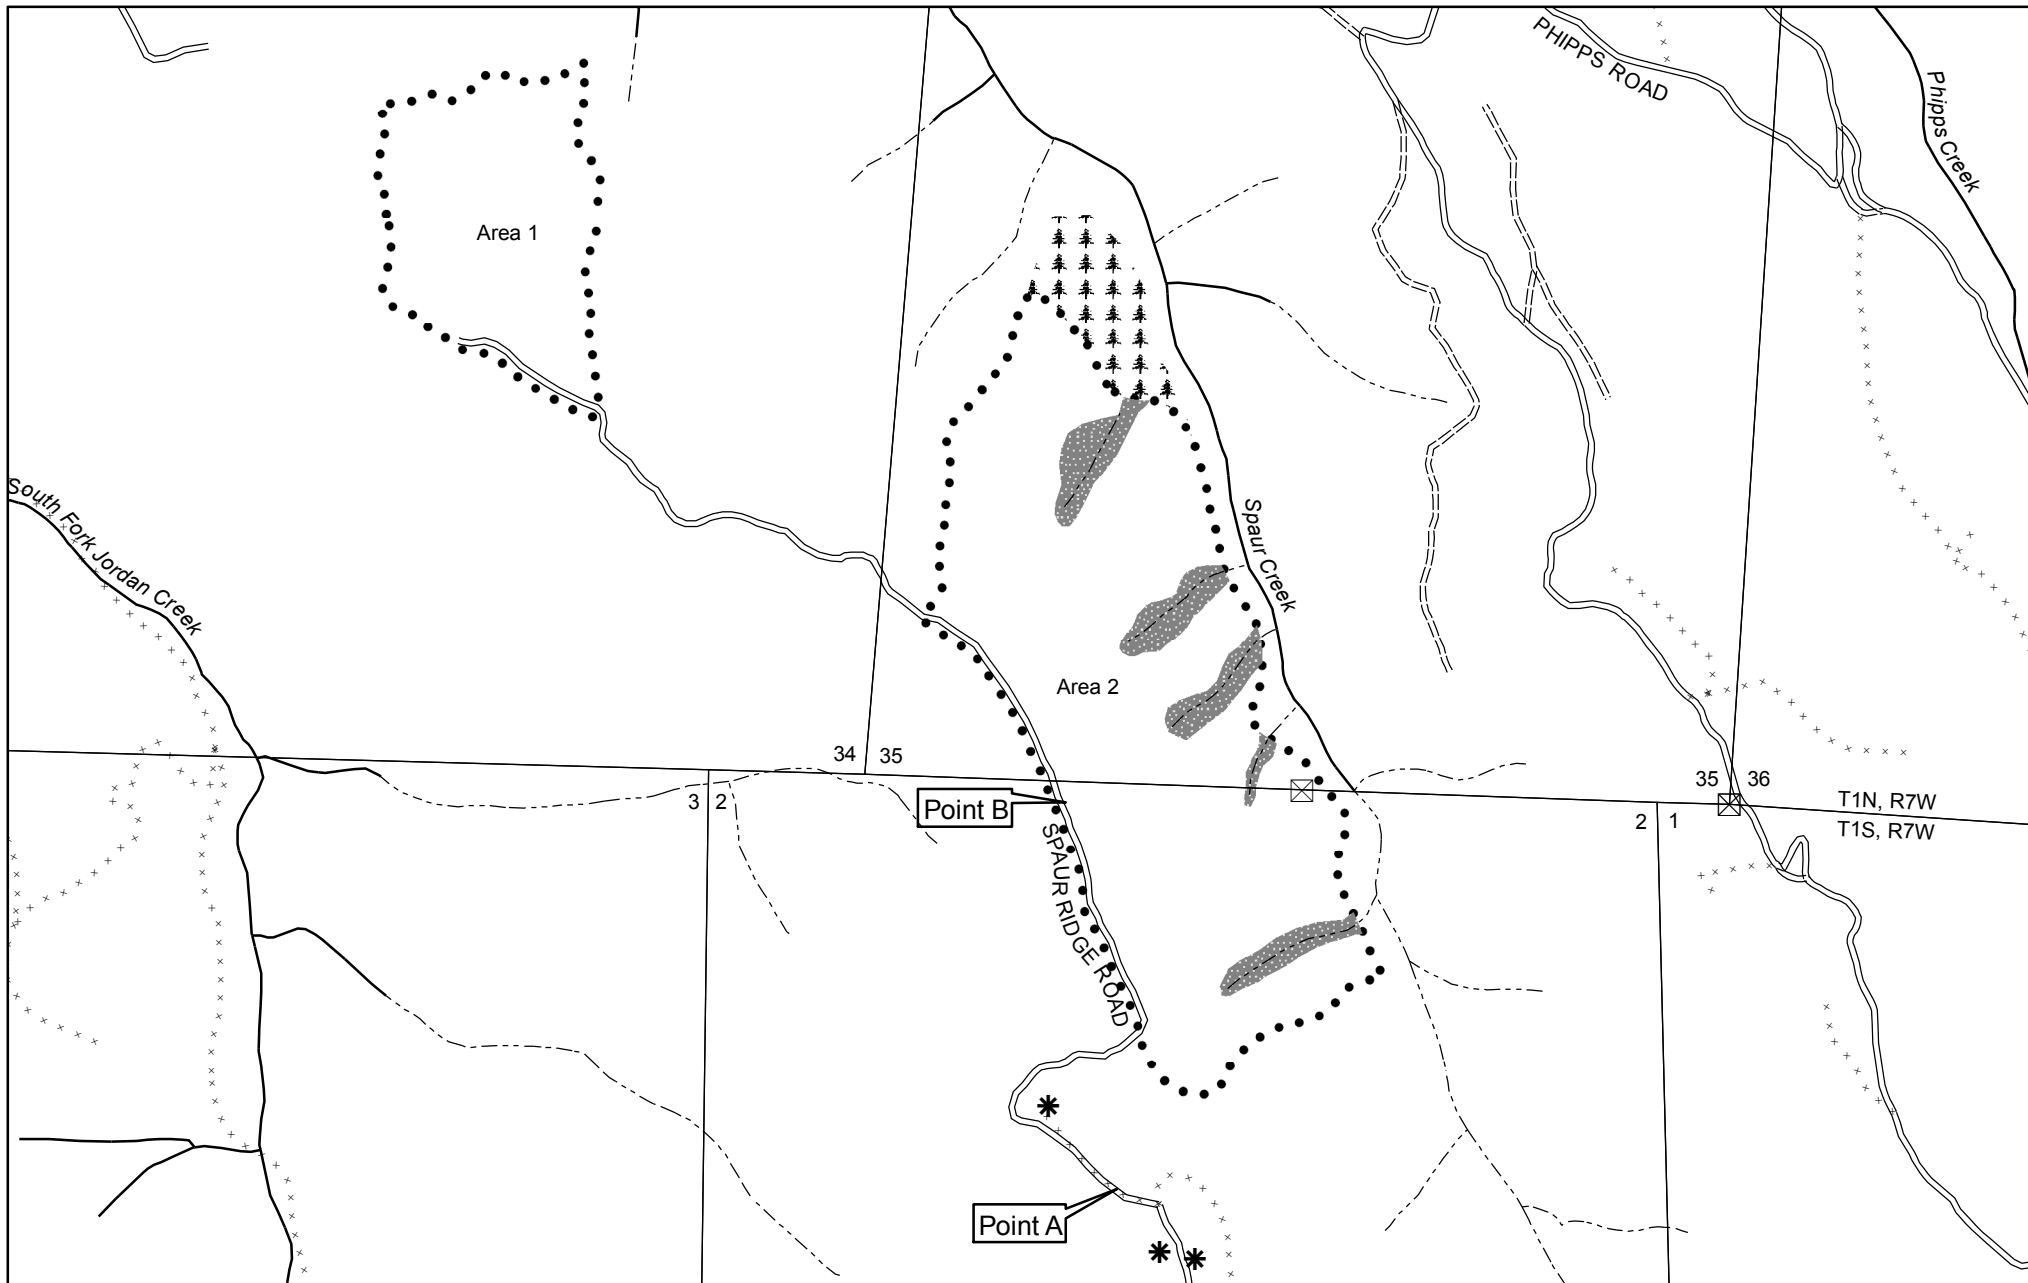 PHIPPS ROAD
Phipps Creek
Area 1
South Fork Jordan Creek
Spaur Creek
Area 2
34 35
35 36
3 2
Point B
2 1
T1N, R7W
T1S, R7W
SPAUR RIDGE ROAD
Point A